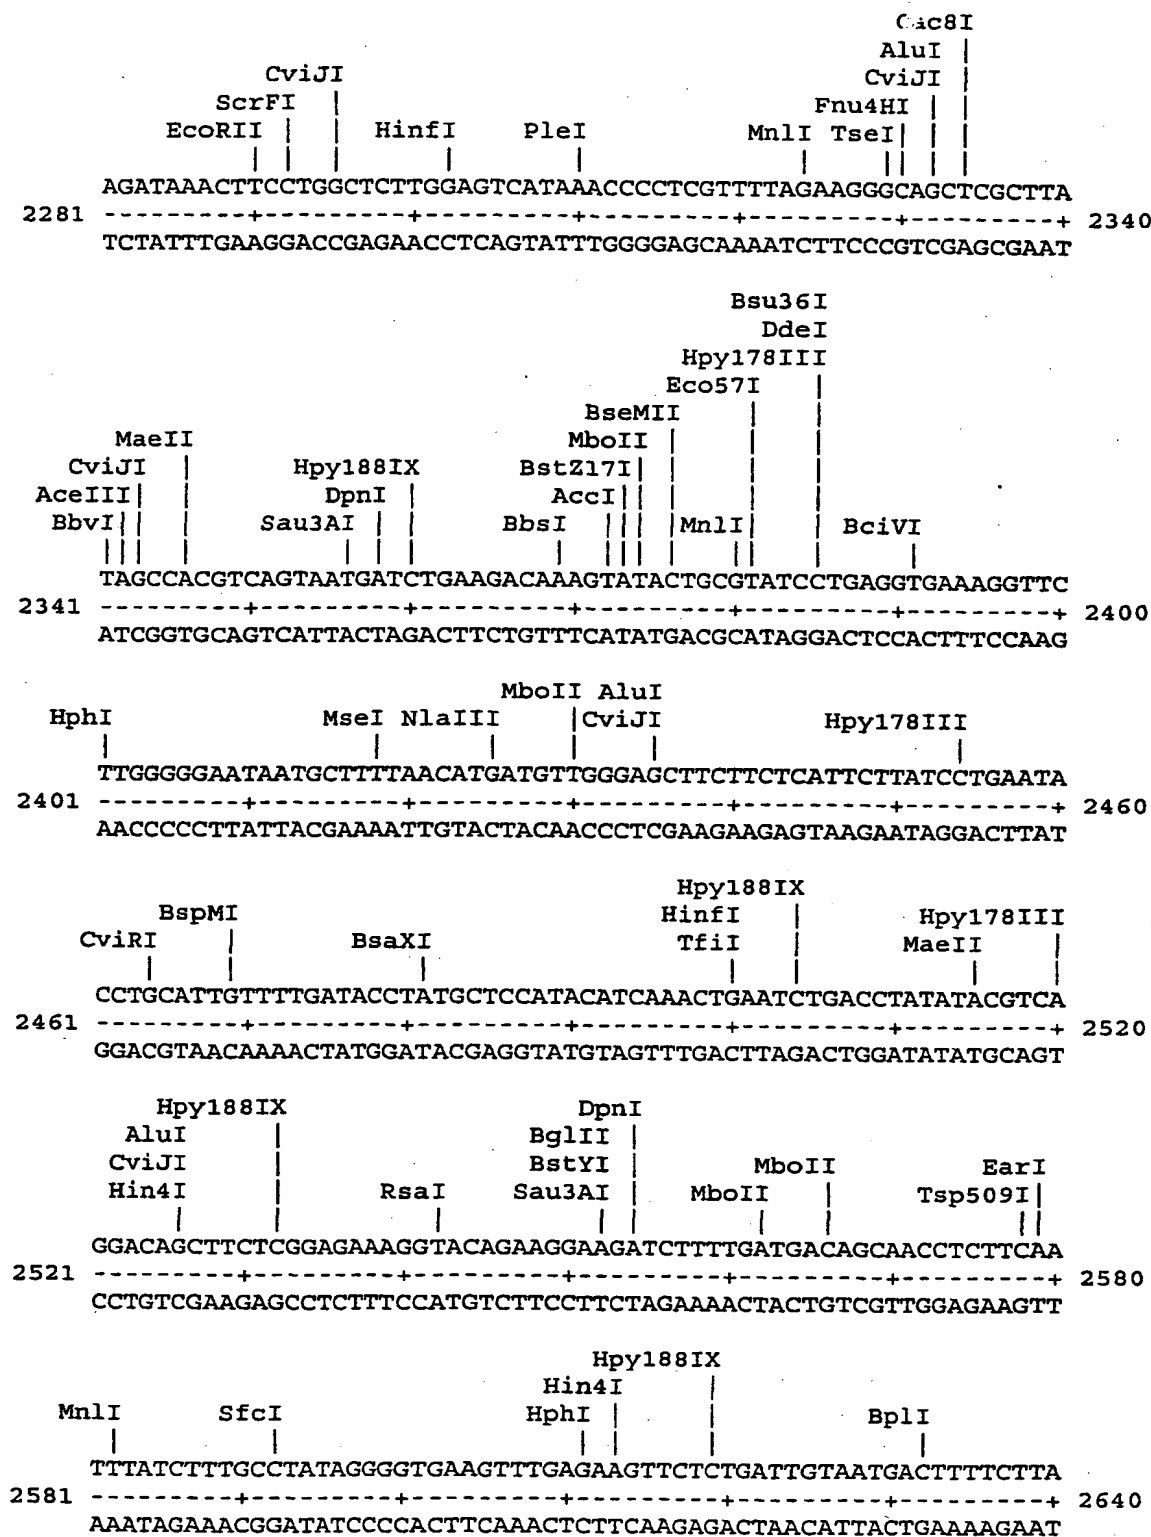 Cac8I
AluI
CviJI
CviJI
Fnu4HI
ScrFI
EcoRII HinfI PleI MnlI TseI
AGATAAACTTCCTGGCTCTTGGAGTCATAAACCCCTCGTTTTAGAAGGGCAGCTCGCTTA
2281 ---------+---------+---------+---------+---------+---------+ 2340
TCTATTTGAAGGACCGAGAACCTCAGTATTTGGGGAGCAAAATCTTCCCGTCGAGCGAAT
Bsu36I
DdeI
Hpy178III
Eco57I
BseMII
MaeII MboII
CviJI Hpy188IX BstZ17I
AceIII DpnI AccI
BbvI Sau3AI BbsI MnlI BciVI
TAGCCACGTCAGTAATGATCTGAAGACAAAGTATACTGCGTATCCTGAGGTGAAAGGTTC
2341 ---------+---------+---------+---------+---------+---------+ 2400
ATCGGTGCAGTCATTACTAGACTTCTGTTTCATATGACGCATAGGACTCCACTTTCCAAG
MboII AluI
HphI MseI NlaIII CviJI Hpy178III
TTGGGGGAATAATGCTTTTAACATGATGTTGGGAGCTTCTTCTCATTCTTATCCTGAATA
2401 ---------+---------+---------+---------+---------+---------+ 2460
AACCCCCTTATTACGAAAATTGTACTACAACCCTCGAAGAAGAGTAAGAATAGGACTTAT
Hpy188IX
BspMI HinfI Hpy178III
CviRI BsaXI TfiI MaeII
CCTGCATTGTTTTGATACCTATGCTCCATACATCAAACTGAATCTGACCTATATACGTCA
2461 ---------+---------+---------+---------+---------+---------+ 2520
GGACGTAACAAAACTATGGATACGAGGTATGTAGTTTGACTTAGACTGGATATATGCAGT
Hpy188IX DpnI
AluI BglII
CviJI BstYI MboII EarI
Hin4I RsaI Sau3AI MboII Tsp509I
GGACAGCTTCTCGGAGAAAGGTACAGAAGGAAGATCTTTTGATGACAGCAACCTCTTCAA
2521 ---------+---------+---------+---------+---------+---------+ 2580
CCTGTCGAAGAGCCTCTTTCCATGTCTTCCTTCTAGAAAACTACTGTCGTTGGAGAAGTT
Hpy188IX
Hin4I
MnlI SfcI HphI BplI
TTTATCTTTGCCTATAGGGGTGAAGTTTGAGAAGTTCTCTGATTGTAATGACTTTTCTTA
2581 ---------+---------+---------+---------+---------+---------+ 2640
AAATAGAAACGGATATCCCCACTTCAAACTCTTCAAGAGACTAACATTACTGAAAAGAAT